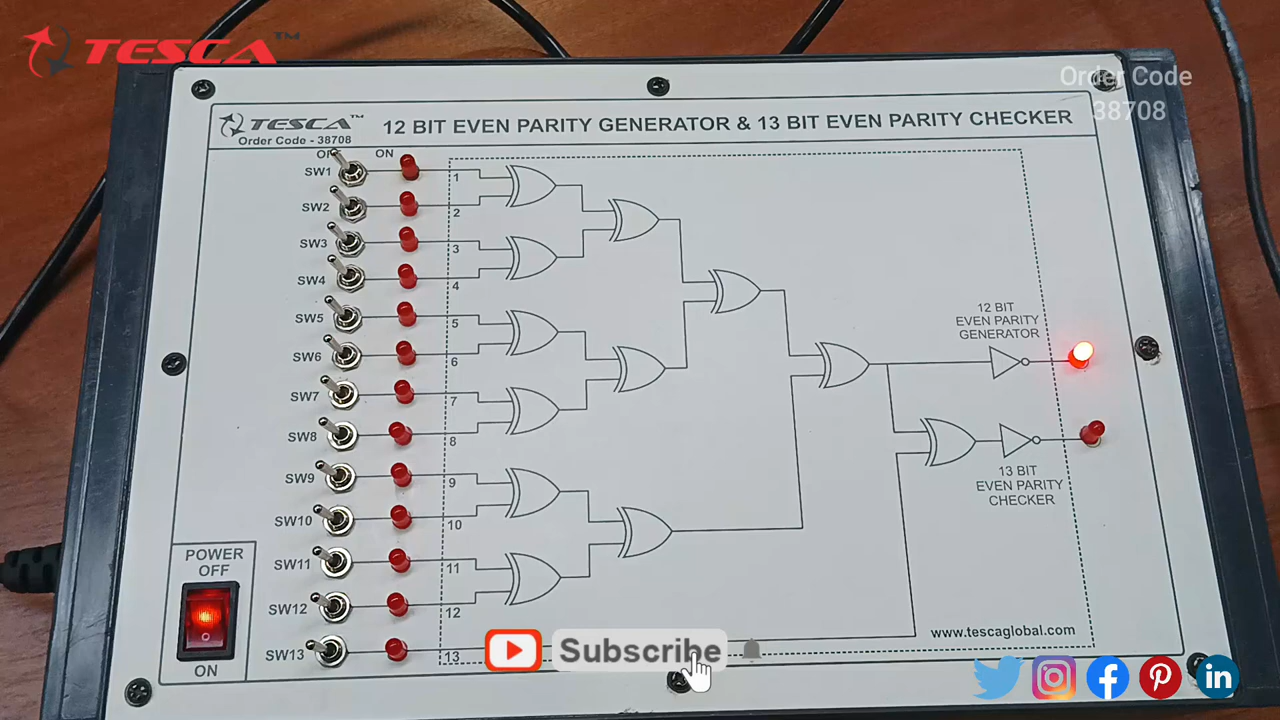 TESCA™
Order Code
38708
TESCA™
Order Code - 38708
12 BIT EVEN PARITY GENERATOR & 13 BIT EVEN PARITY CHECKER
ON
SW1
1
SW2
2
SW3
3
SW4
4
SW5
5
SW6
6
SW7
7
SW8
8
SW9
9
SW10
10
SW11
11
SW12
12
SW13
13
12 BIT
EVEN PARITY
GENERATOR
13 BIT
EVEN PARITY
CHECKER
POWER
OFF
ON
www.tescaglobal.com
Subscribe
in